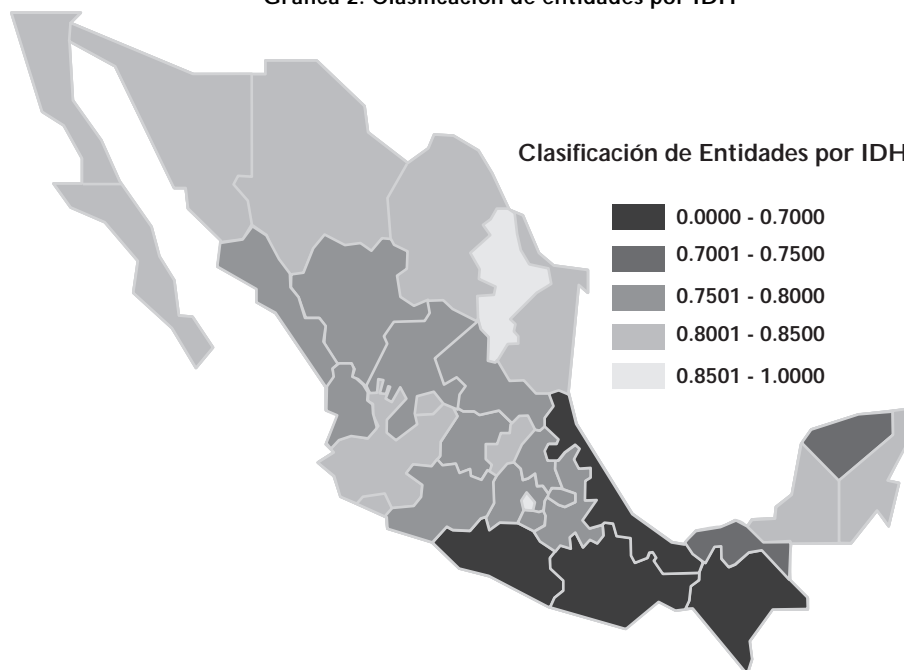 Gráfica 2. Clasificación de entidades por IDH
Clasificación de Entidades por IDH
0.0000 - 0.7000
0.7001 - 0.7500
0.7501 - 0.8000
0.8001 - 0.8500
0.8501 - 1.0000